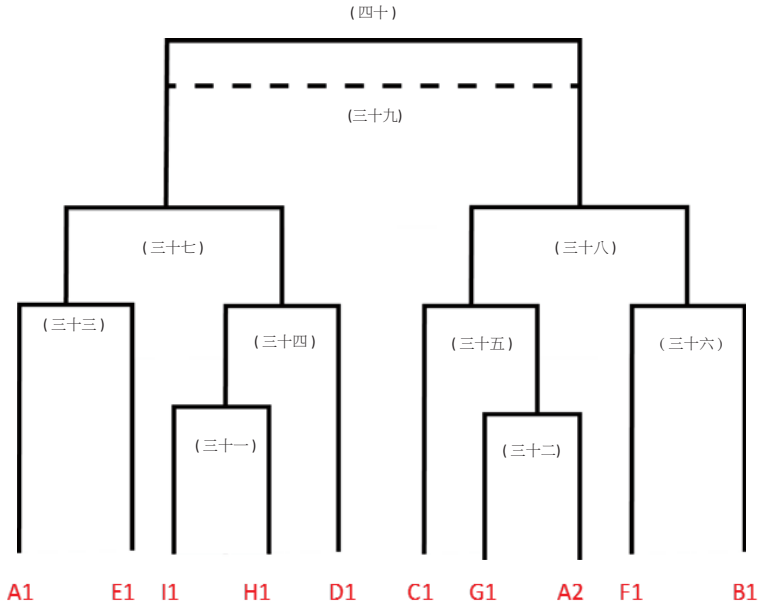 (四十)
(三十九)
(三十七)
(三十八)
(三十三)
(三十四)
(三十五)
(三十六)
(三十一)
(三十二)
A1 E1 I1 H1 D1 C1 G1 A2 F1 B1